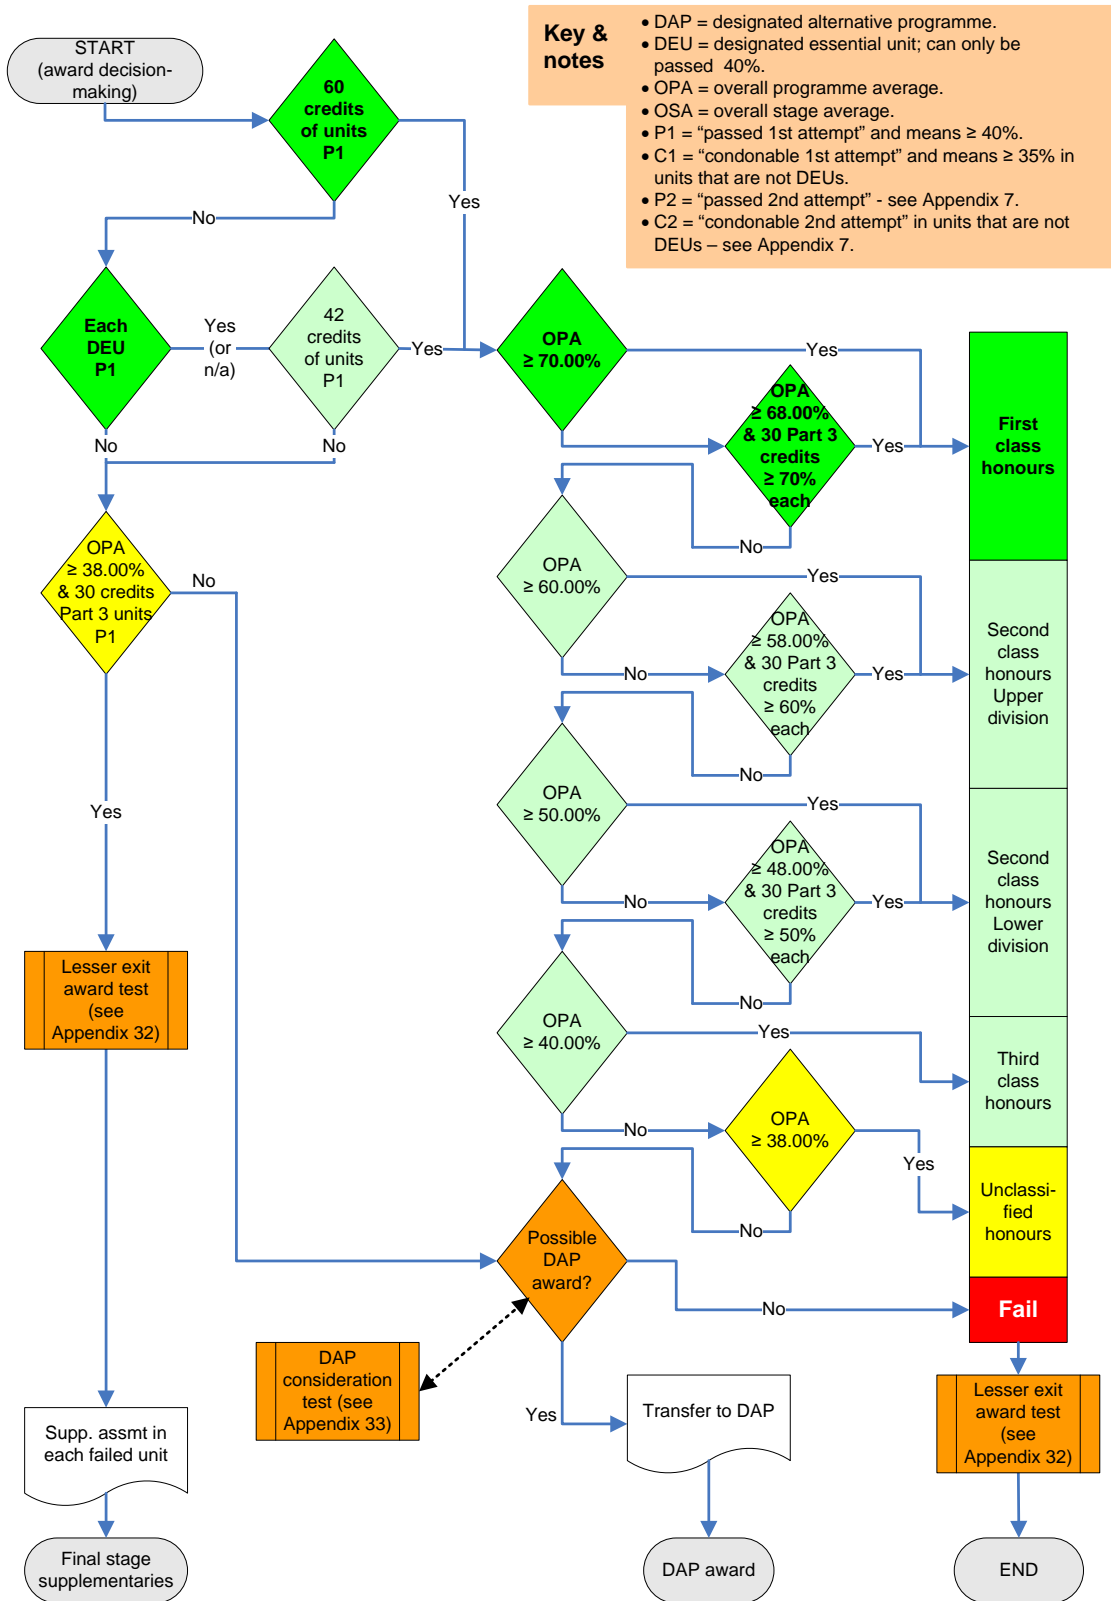 Key &
notes
• DAP = designated alternative programme.
• DEU = designated essential unit; can only be
passed  40%.
• OPA = overall programme average.
• OSA = overall stage average.
• P1 = “passed 1st attempt” and means ≥ 40%.
• C1 = “condonable 1st attempt” and means ≥ 35% in
units that are not DEUs.
• P2 = “passed 2nd attempt” - see Appendix 7.
• C2 = “condonable 2nd attempt” in units that are not
DEUs – see Appendix 7.
START
(award decision-
making)
60
credits
of units
P1
Yes
No
Each
DEU
P1
Yes
(or
n/a)
42
credits
of units
P1
Yes
No
No
OPA
≥ 70.00%
Yes
OPA
≥ 68.00%
& 30 Part 3
credits
≥ 70%
each
Yes
No
First
class
honours
OPA
≥ 38.00%
& 30 credits
Part 3 units
P1
No
Yes
OPA
≥ 60.00%
Yes
No
OPA
≥ 58.00%
& 30 Part 3
credits
≥ 60%
each
Yes
No
Second
class
honours
Upper
division
OPA
≥ 50.00%
Yes
No
OPA
≥ 48.00%
& 30 Part 3
credits
≥ 50%
each
Yes
No
Second
class
honours
Lower
division
Lesser exit
award test
(see
Appendix 32)
OPA
≥ 40.00%
Yes
No
Third
class
honours
OPA
≥ 38.00%
Yes
No
Unclassi-
fied
honours
Possible
DAP
award?
No
Yes
Fail
DAP
consideration
test (see
Appendix 33)
Transfer to DAP
Lesser exit
award test
(see
Appendix 32)
Supp. assmt in
each failed unit
Final stage
supplementaries
DAP award
END